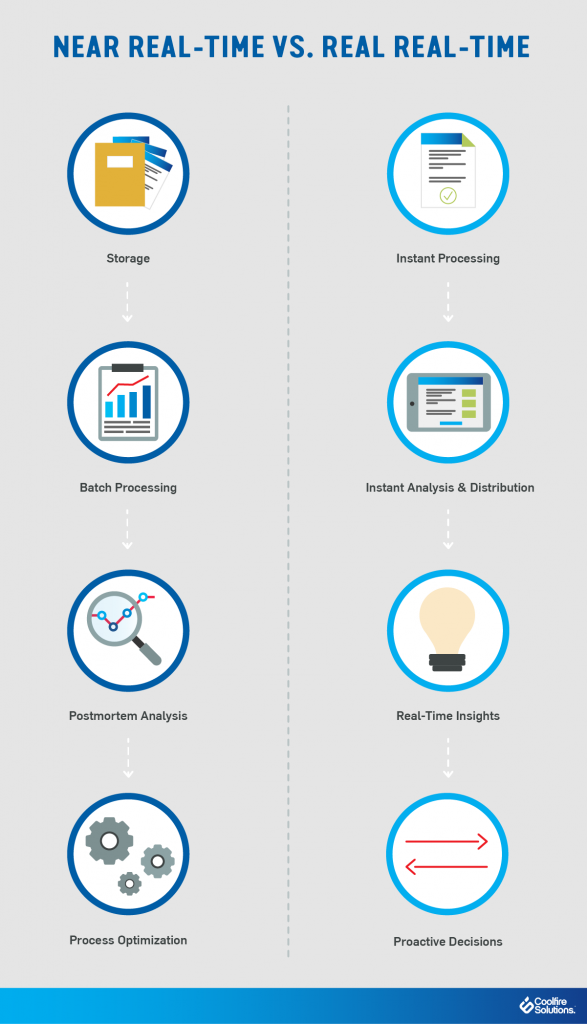 NEAR REAL-TIME VS. REAL REAL-TIME
Storage
Batch Processing
Postmortem Analysis
Process Optimization
Instant Processing
Instant Analysis & Distribution
Real-Time Insights
Proactive Decisions
Coolfire
Solutions.